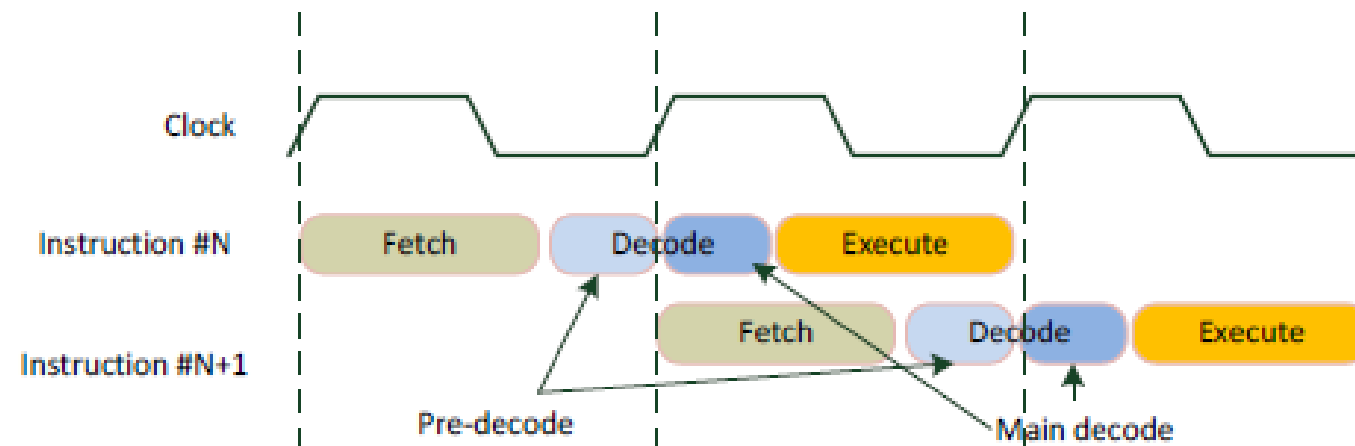 Clock
Instruction #N
Fetch
Decode
Execute
Instruction #N+1
Fetch
Decode
Execute
Pre-decode
Main decode